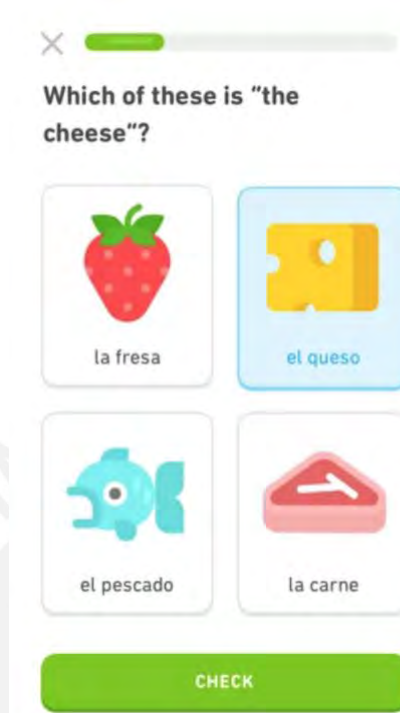 Which of these is “the
cheese”?
la fresa
el queso
el pescado
la carne
CHECK